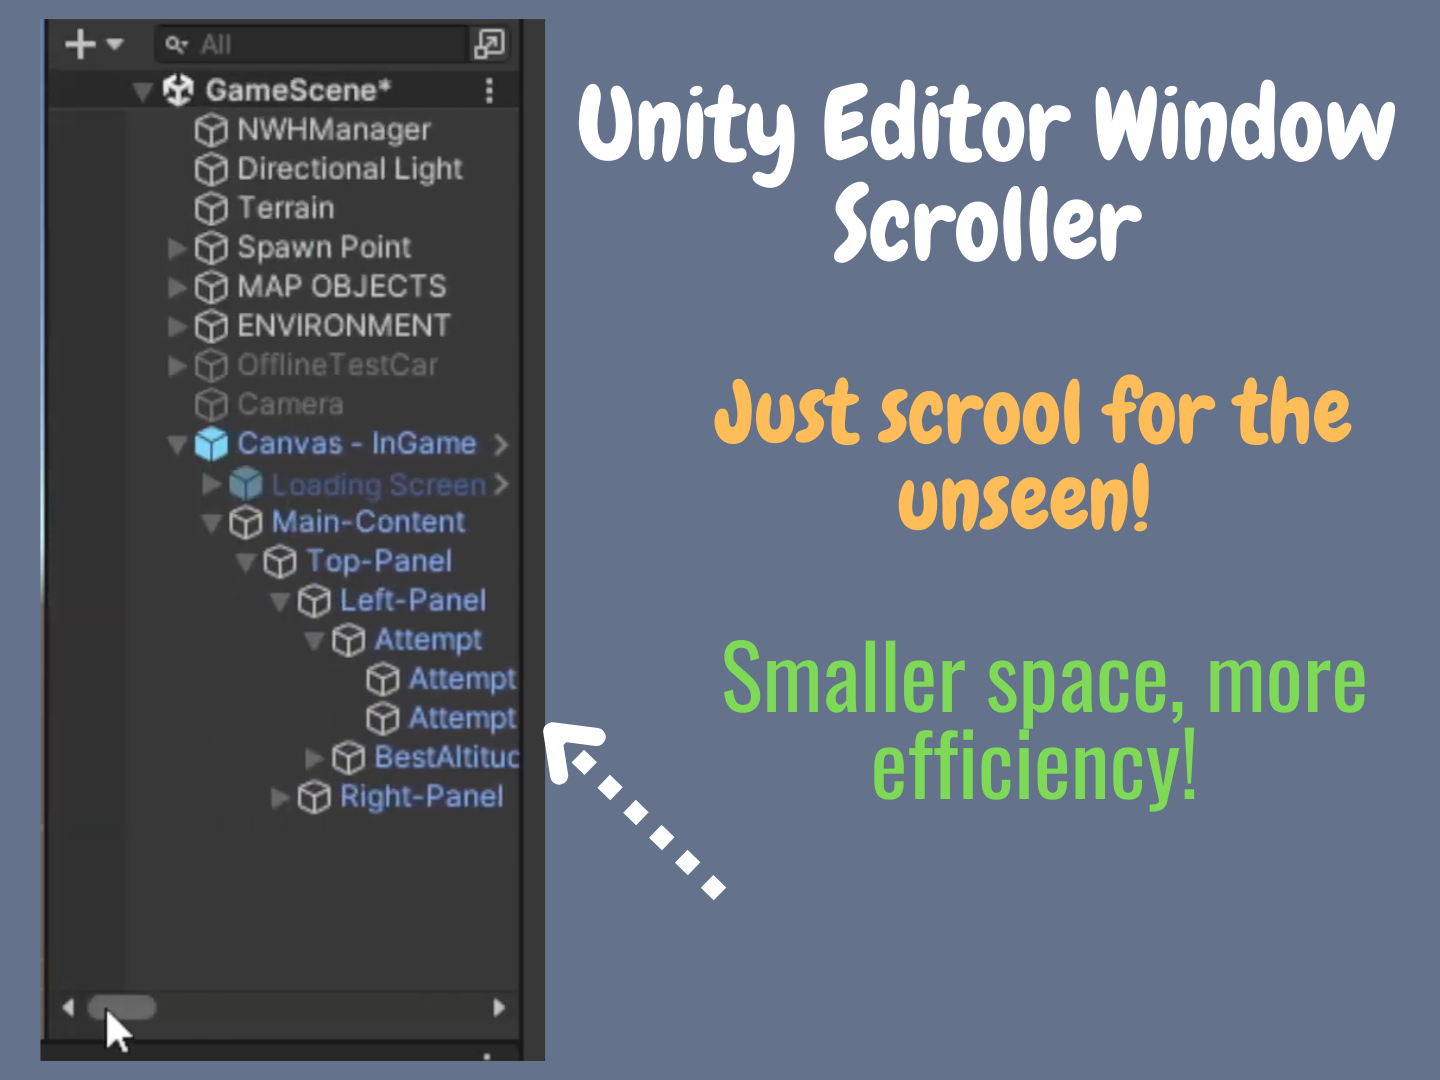 All
GameScene*
NWHManager
Directional Light
Terrain
Spawn Point
MAP OBJECTS
ENVIRONMENT
OfflineTestCar
Camera
Canvas - InGame
Loading Screen
Main-Content
Top-Panel
Left-Panel
Attempt
Attempt
Attempt
BestAltituc
Right-Panel
Unity Editor Window
Scroller
Just scrool for the
unseen!
Smaller space, more
efficiency!